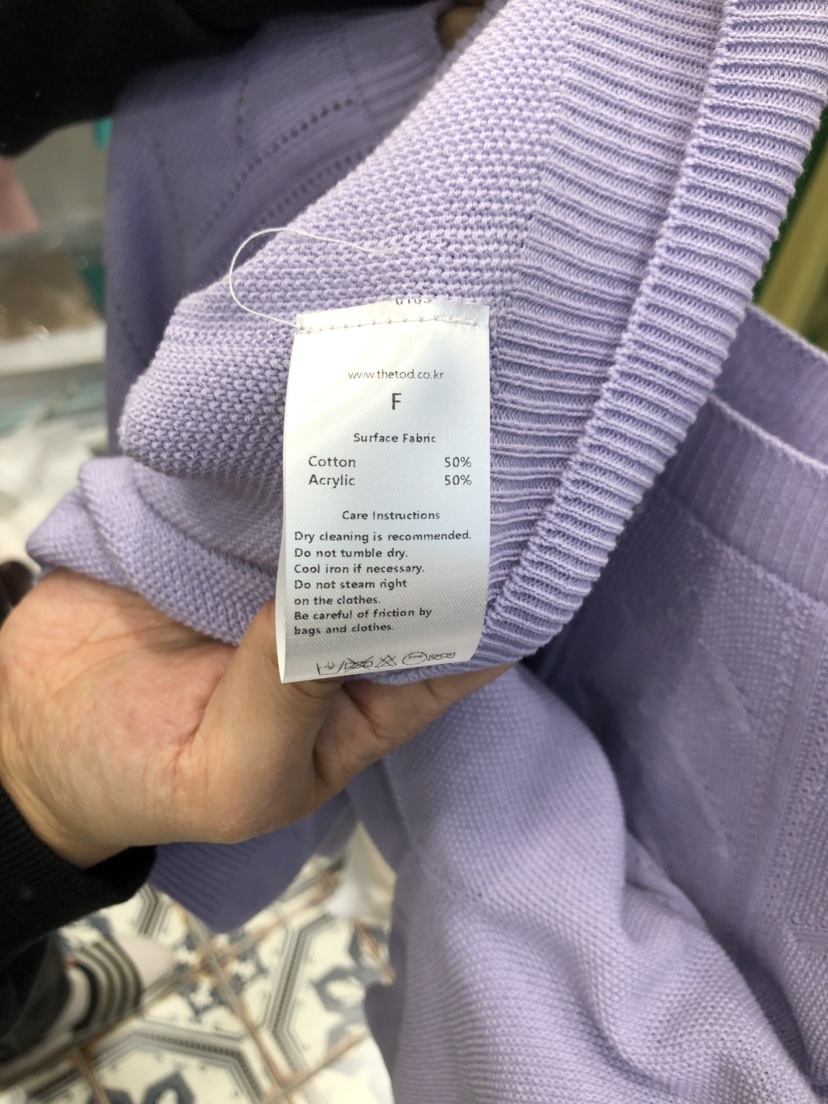 www.thetod.co.kr
F
Surface Fabric
Cotton 50%
Acrylic 50%
Care Instructions
Dry cleaning is recommended.
Do not tumble dry.
Cool iron if necessary.
Do not steam right
on the clothes.
Be careful of friction by
bags and clothes.